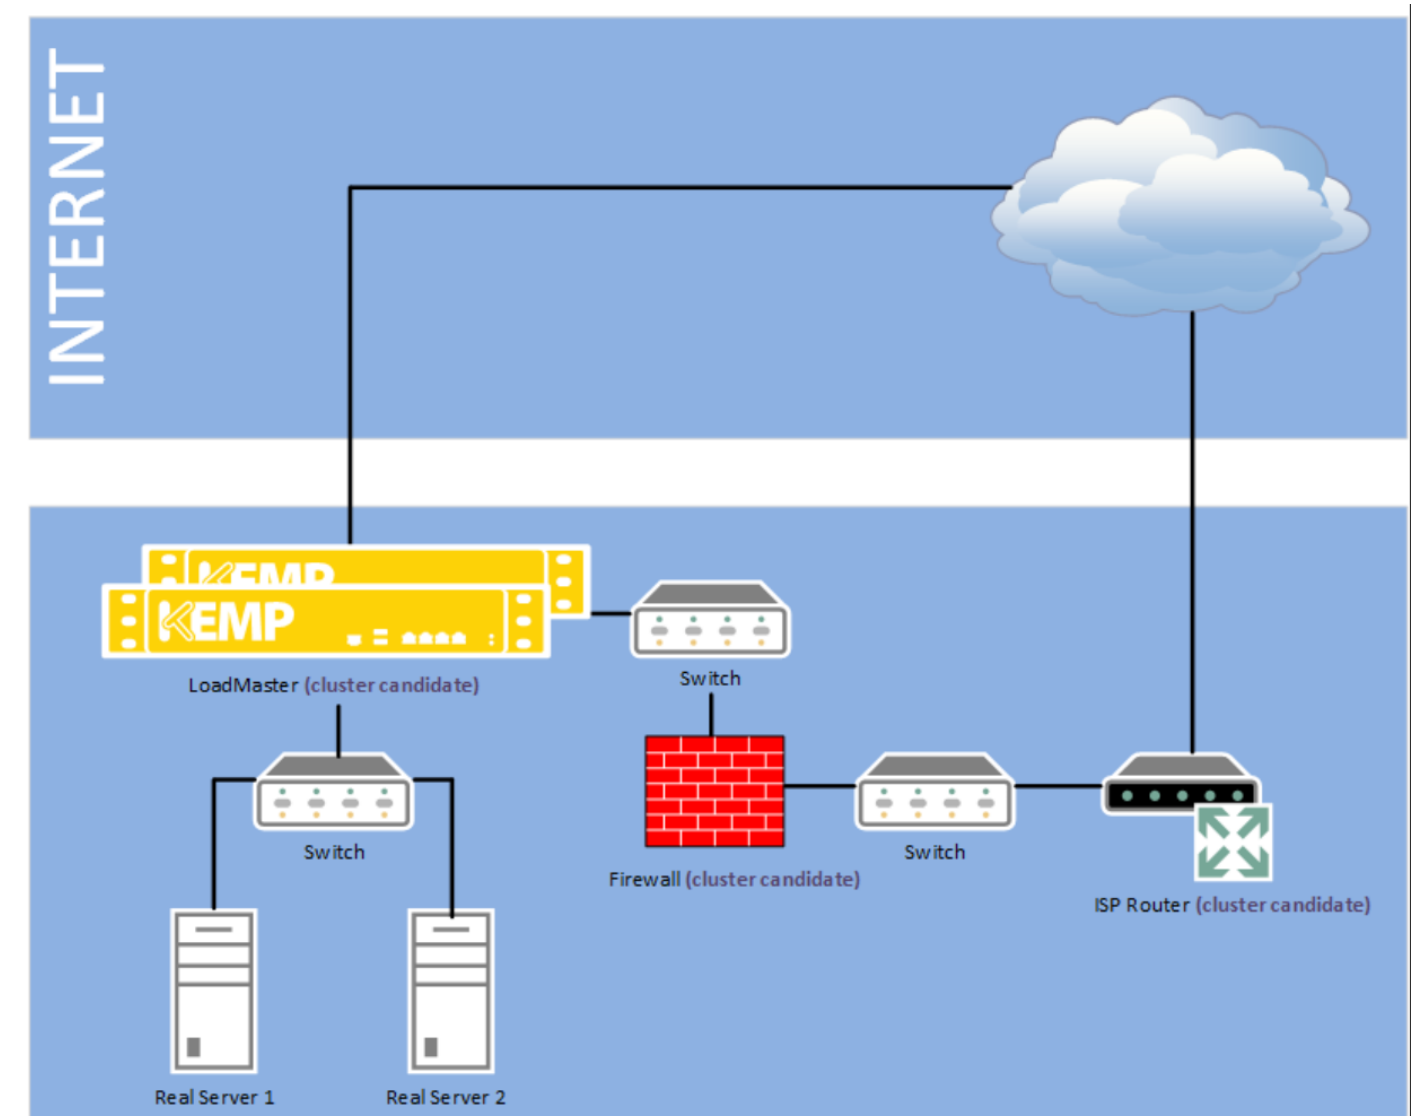 INTERNET
KEMP
KEMP
LoadMaster (cluster candidate)
Switch
Switch
Firewall (cluster candidate)
Switch
ISP Router (cluster candidate)
Real Server 1
Real Server 2